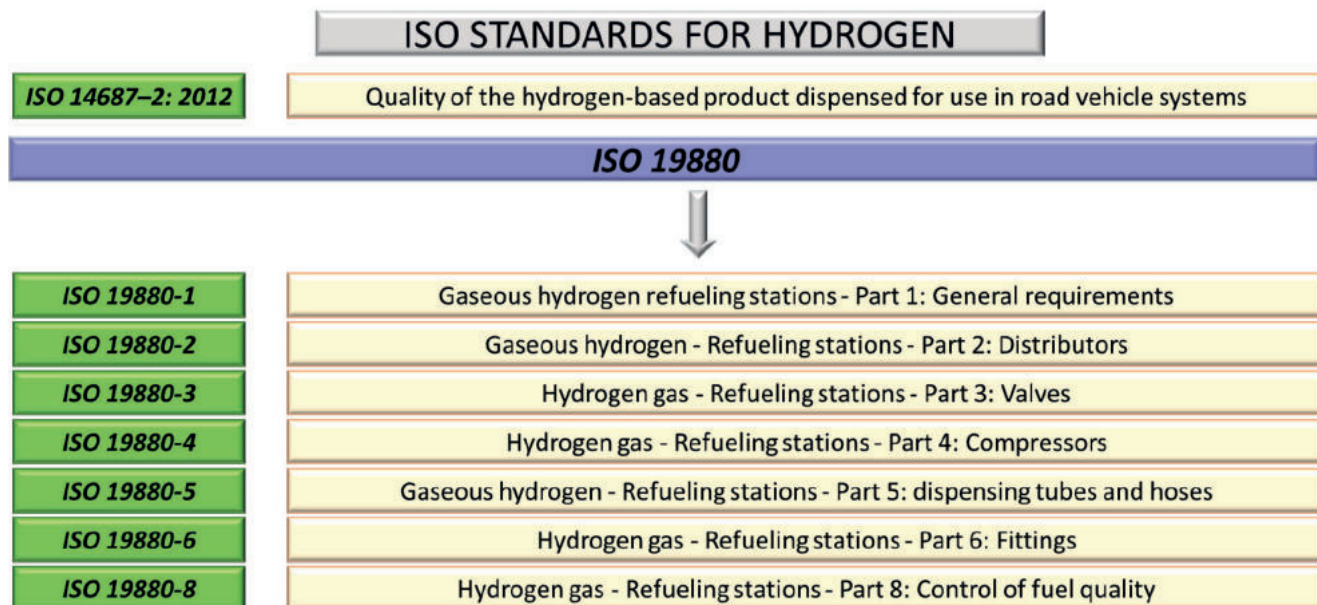 ISO STANDARDS FOR HYDROGEN
ISO 14687–2: 2012
Quality of the hydrogen-based product dispensed for use in road vehicle systems
ISO 19880
ISO 19880-1
Gaseous hydrogen refueling stations - Part 1: General requirements
ISO 19880-2
Gaseous hydrogen - Refueling stations - Part 2: Distributors
ISO 19880-3
Hydrogen gas - Refueling stations - Part 3: Valves
ISO 19880-4
Hydrogen gas - Refueling stations - Part 4: Compressors
ISO 19880-5
Gaseous hydrogen - Refueling stations - Part 5: dispensing tubes and hoses
ISO 19880-6
Hydrogen gas - Refueling stations - Part 6: Fittings
ISO 19880-8
Hydrogen gas - Refueling stations - Part 8: Control of fuel quality